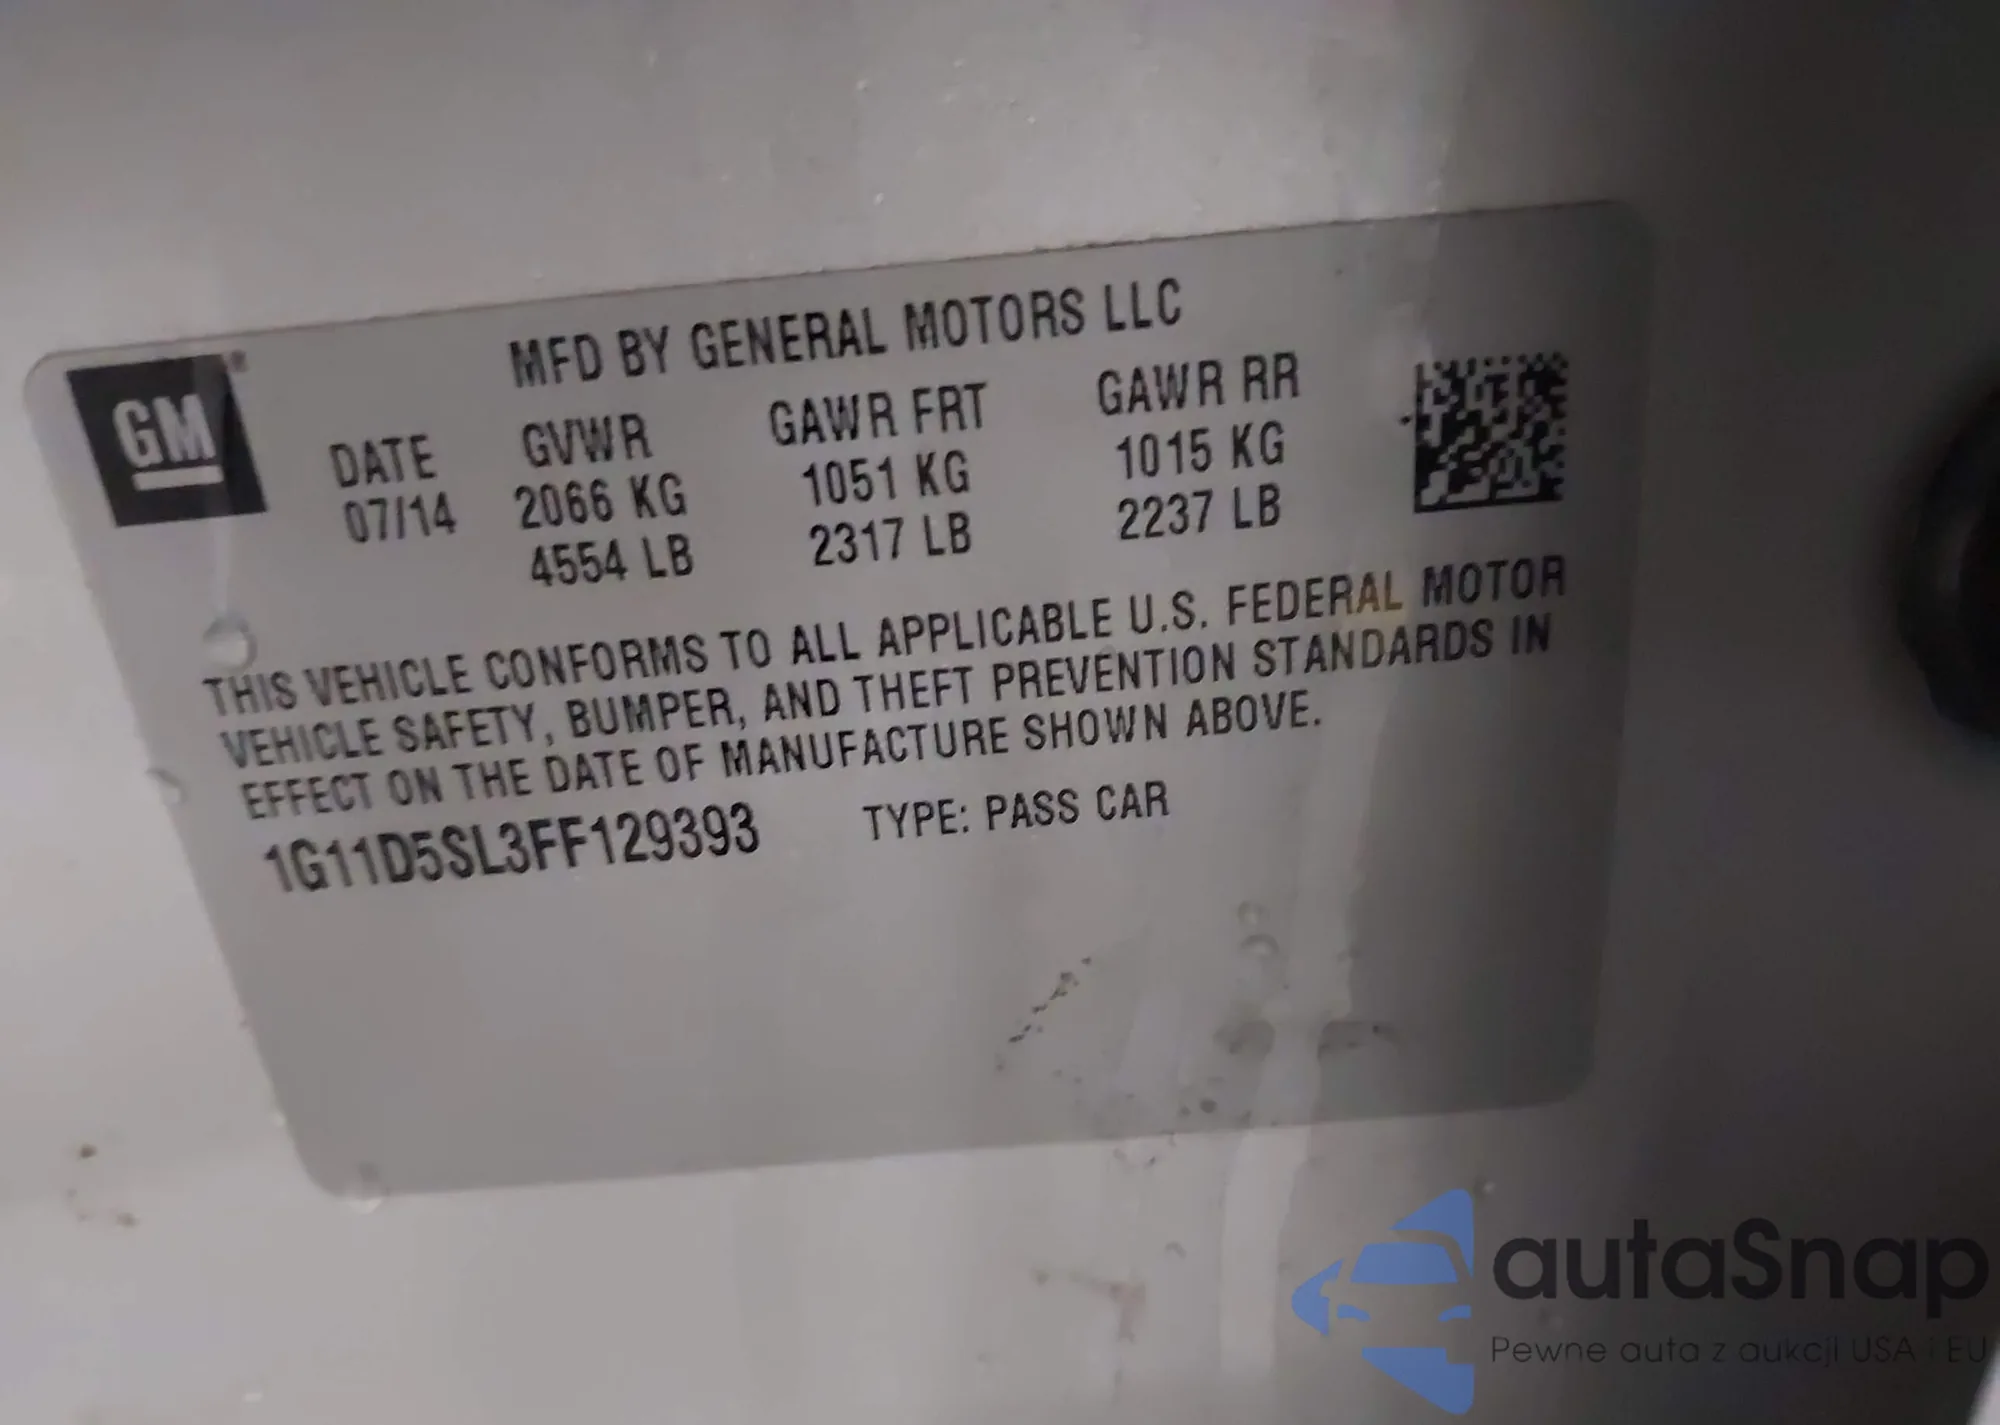 MFD BY GENERAL MOTORS LLC
GM
DATE GVWR GAWR FRT GAWR RR
07/14 2066 KG 1051 KG 1015 KG
4554 LB 2317 LB 2237 LB
THIS VEHICLE CONFORMS TO ALL APPLICABLE U.S. FEDERAL MOTOR
VEHICLE SAFETY, BUMPER, AND THEFT PREVENTION STANDARDS IN
EFFECT ON THE DATE OF MANUFACTURE SHOWN ABOVE.
1G11D5SL3FF129393 TYPE: PASS CAR
autaSnap
Pewne auta z aukcji USA i EU